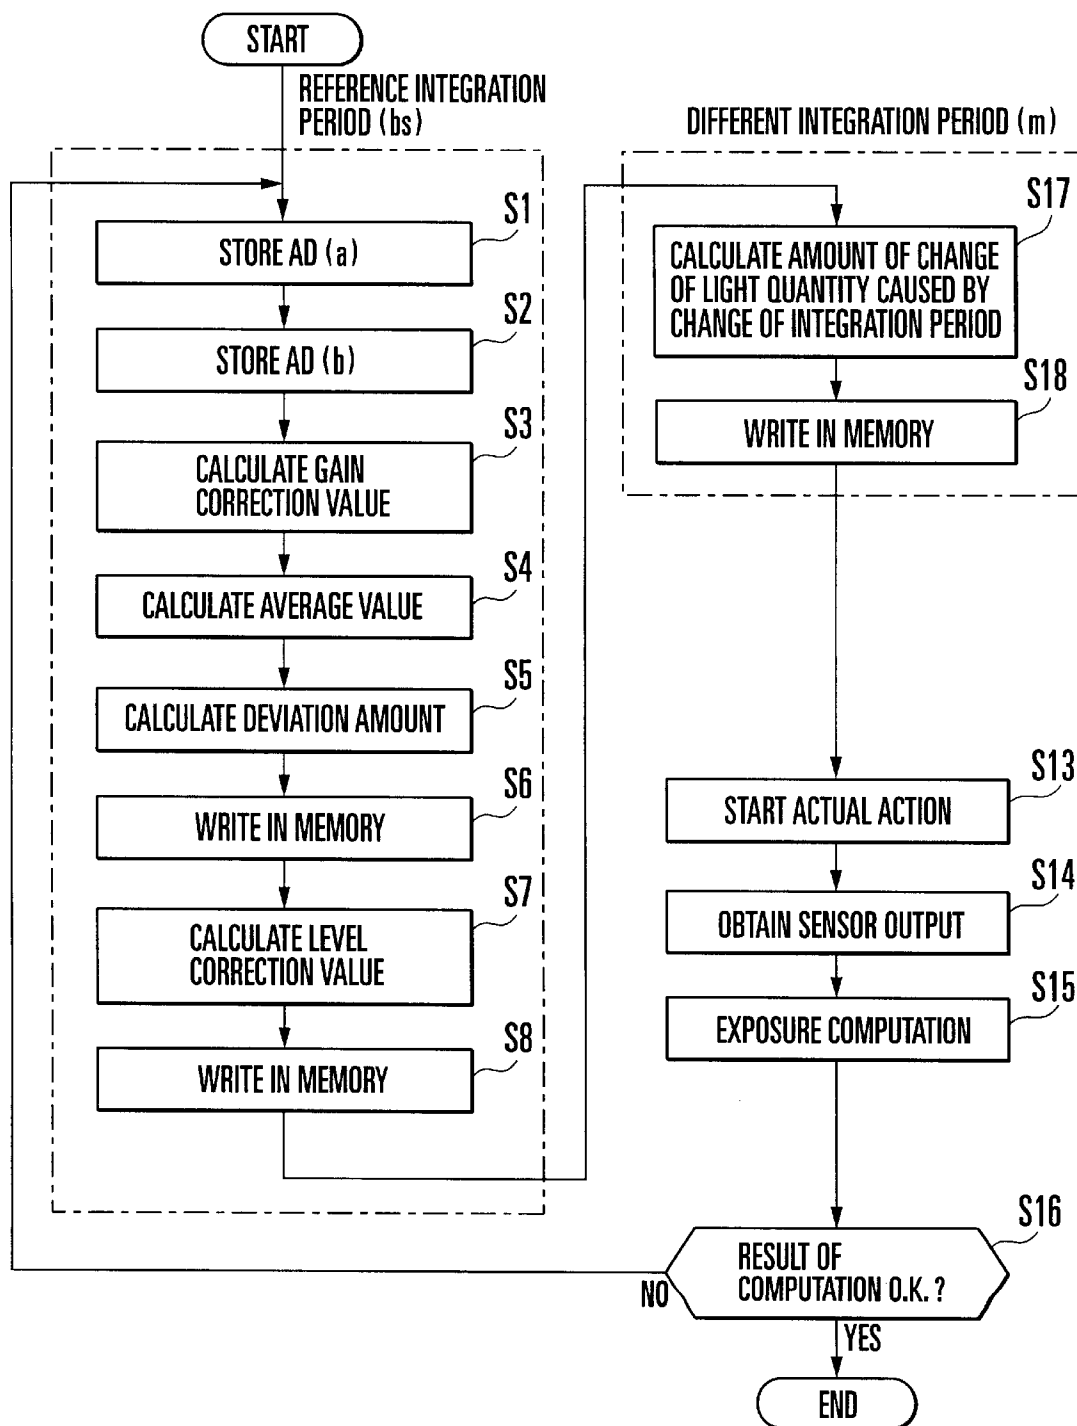 START
REFERENCE INTEGRATION
PERIOD (bs)
S1
STORE AD (a)
S2
STORE AD (b)
S3
CALCULATE GAIN
CORRECTION VALUE
S4
CALCULATE AVERAGE VALUE
S5
CALCULATE DEVIATION AMOUNT
S6
WRITE IN MEMORY
S7
CALCULATE LEVEL
CORRECTION VALUE
S8
WRITE IN MEMORY
DIFFERENT INTEGRATION PERIOD (m)
S17
CALCULATE AMOUNT OF CHANGE
OF LIGHT QUANTITY CAUSED BY
CHANGE OF INTEGRATION PERIOD
S18
WRITE IN MEMORY
S13
START ACTUAL ACTION
S14
OBTAIN SENSOR OUTPUT
S15
EXPOSURE COMPUTATION
S16
RESULT OF
COMPUTATION O.K. ?
NO
YES
END